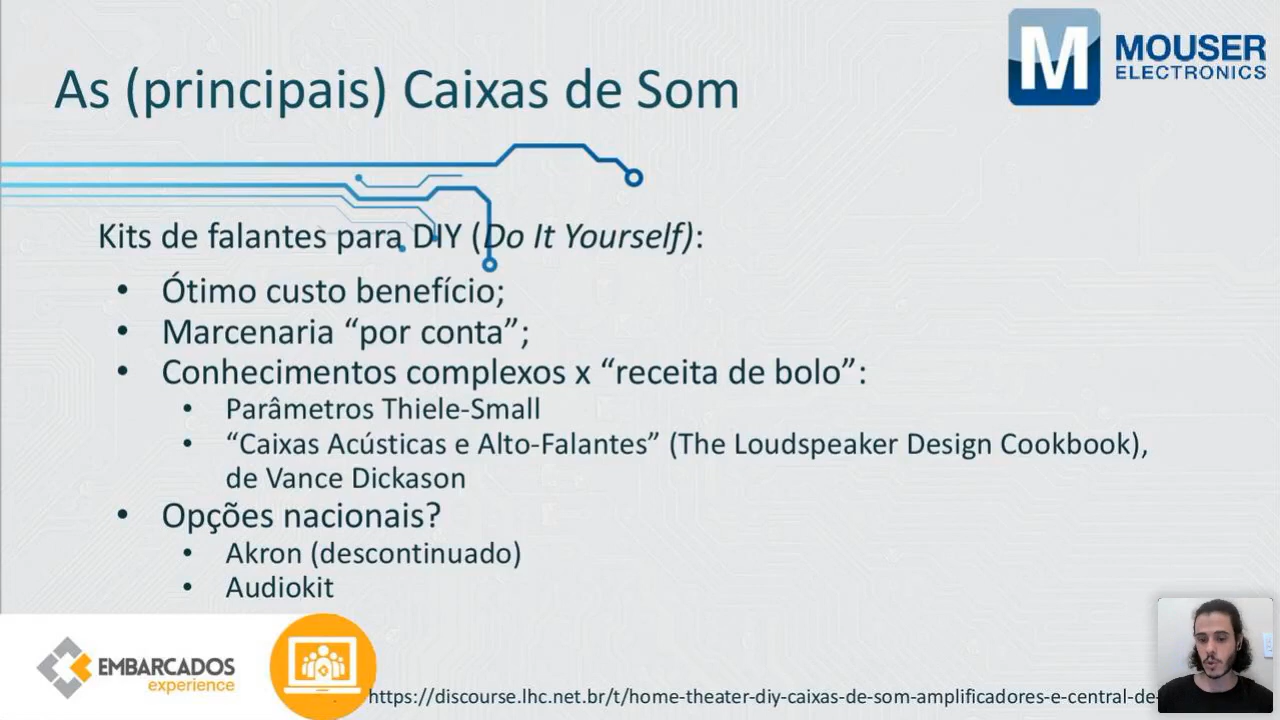 MOUSER
ELECTRONICS
As (principais) Caixas de Som
Kits de falantes para DIY (Do It Yourself):
• Ótimo custo benefício;
• Marcenaria “por conta”;
• Conhecimentos complexos x “receita de bolo”:
• Parâmetros Thiele-Small
• “Caixas Acústicas e Alto-Falantes” (The Loudspeaker Design Cookbook),
de Vance Dickason
• Opções nacionais?
• Akron (descontinuado)
• Audiokit
EMBARCADOS
experience
https://discourse.lhc.net.br/t/home-theater-diy-caixas-de-som-amplificadores-e-central-de-